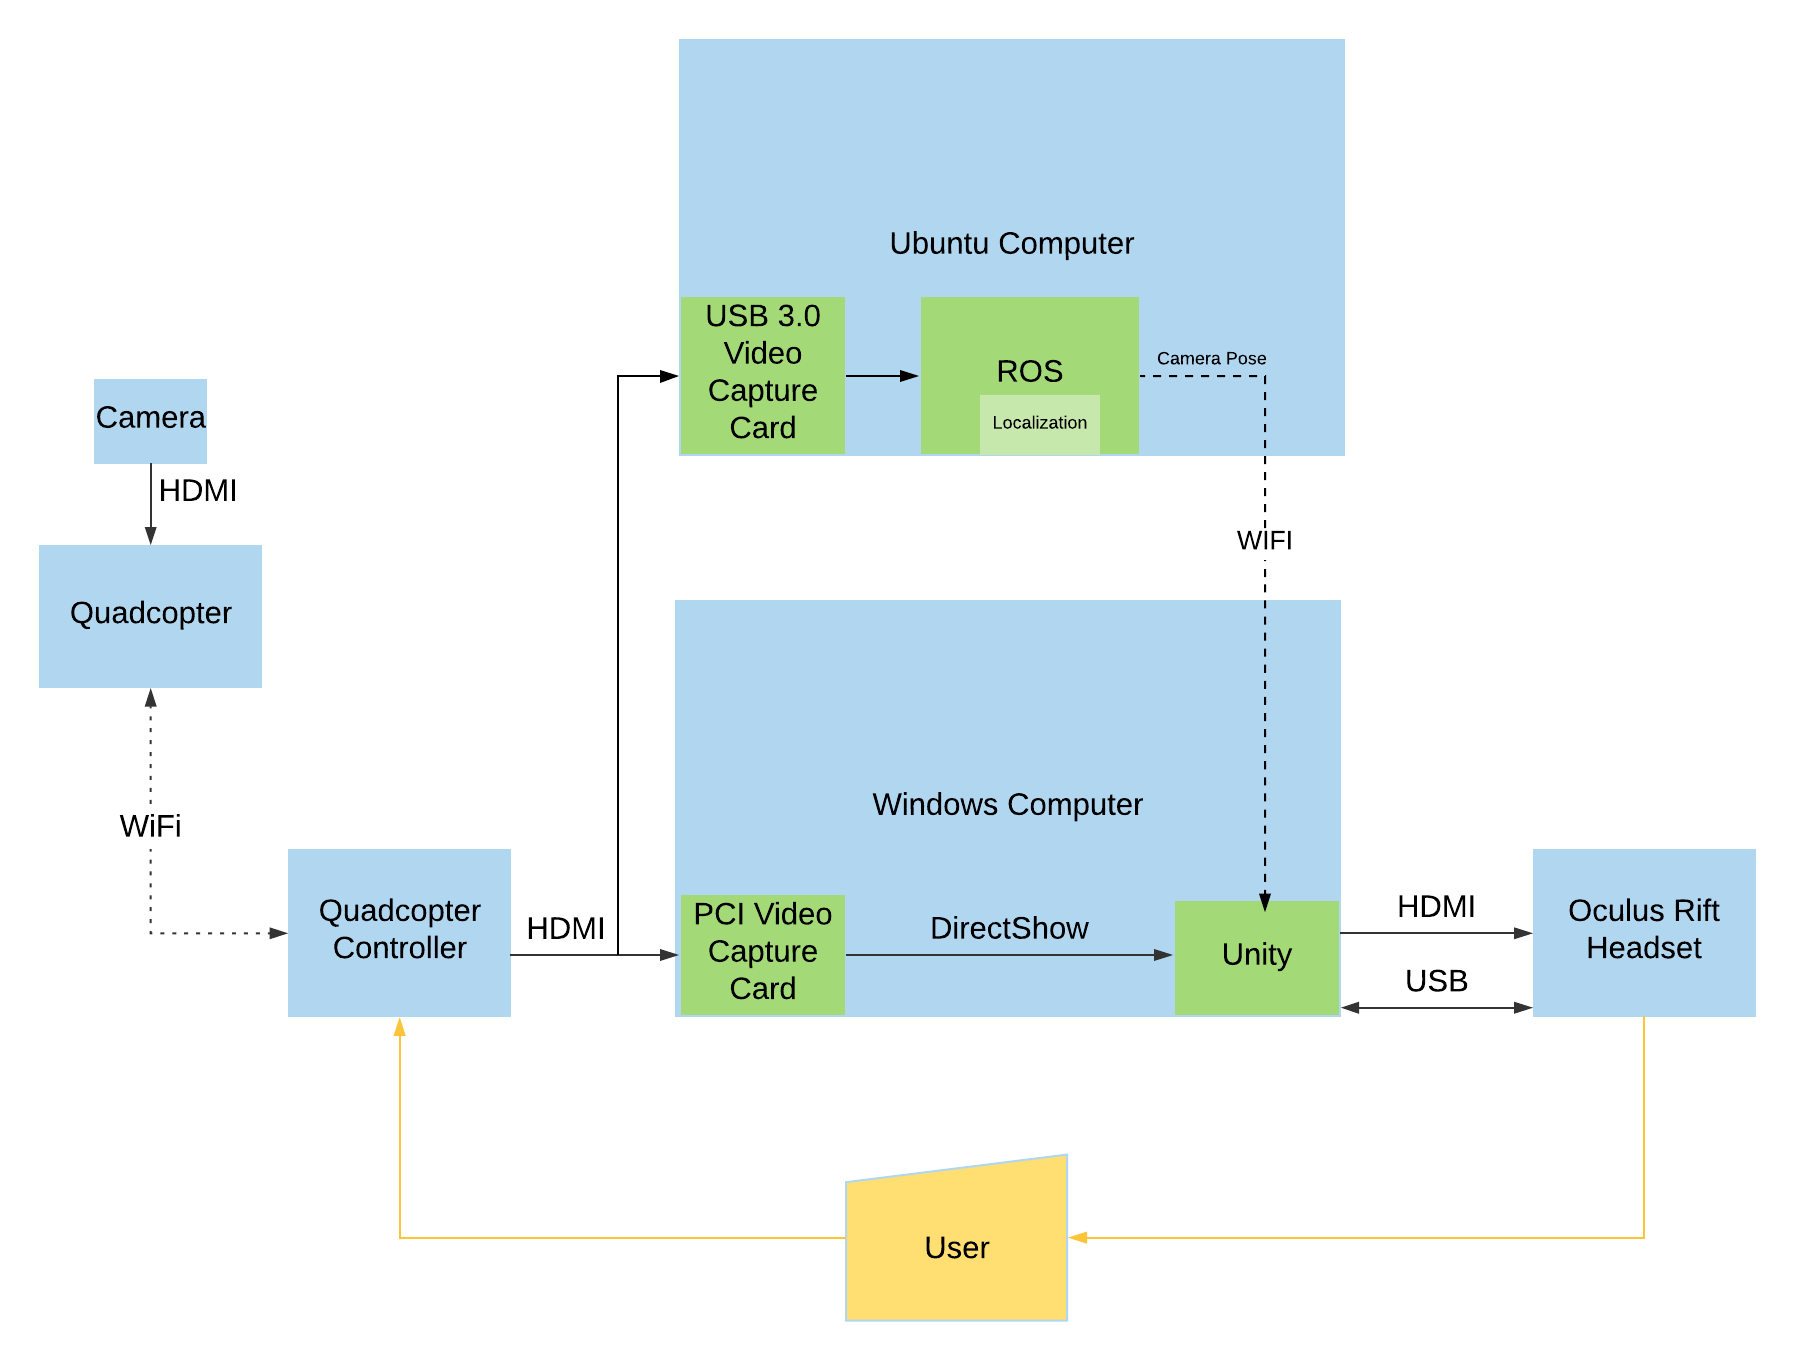 Ubuntu Computer
USB 3.0
Video
Capture
Card
ROS
Localization
Camera Pose
Camera
HDMI
Quadcopter
WIFI
WiFi
Windows Computer
Quadcopter
Controller
HDMI
PCI Video
Capture
Card
DirectShow
Unity
HDMI
USB
Oculus Rift
Headset
User